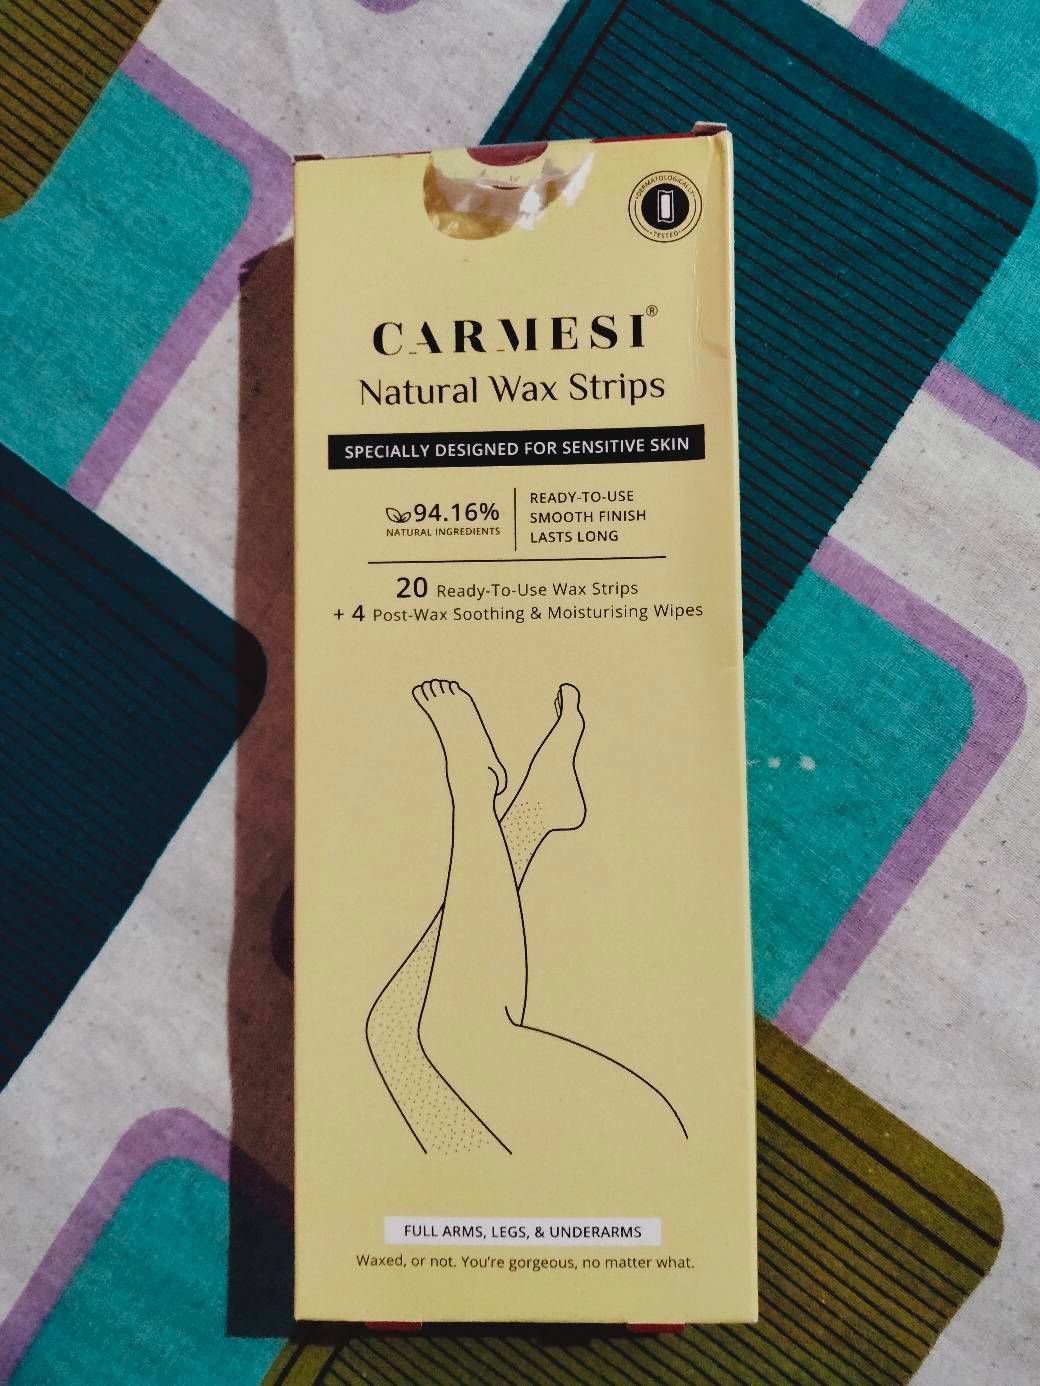 DERMATOLOGICALLY
TESTED
CARMESI®
Natural Wax Strips
SPECIALLY DESIGNED FOR SENSITIVE SKIN
94.16%
NATURAL INGREDIENTS
READY-TO-USE
SMOOTH FINISH
LASTS LONG
20 Ready-To-Use Wax Strips
+ 4 Post-Wax Soothing & Moisturising Wipes
FULL ARMS, LEGS, & UNDERARMS
Waxed, or not. You're gorgeous, no matter what.